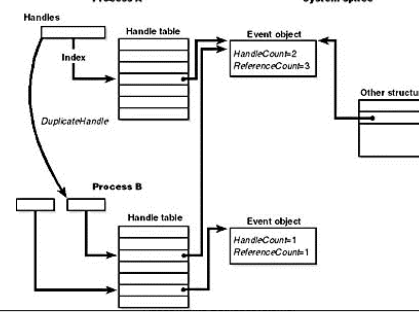 Handles
Handle table
Index
Event object
HandleCount=2
ReferenceCount=3
Other structu
DuplicateHandle
Process B
Handle table
Event object
HandleCount=1
ReferenceCount=1